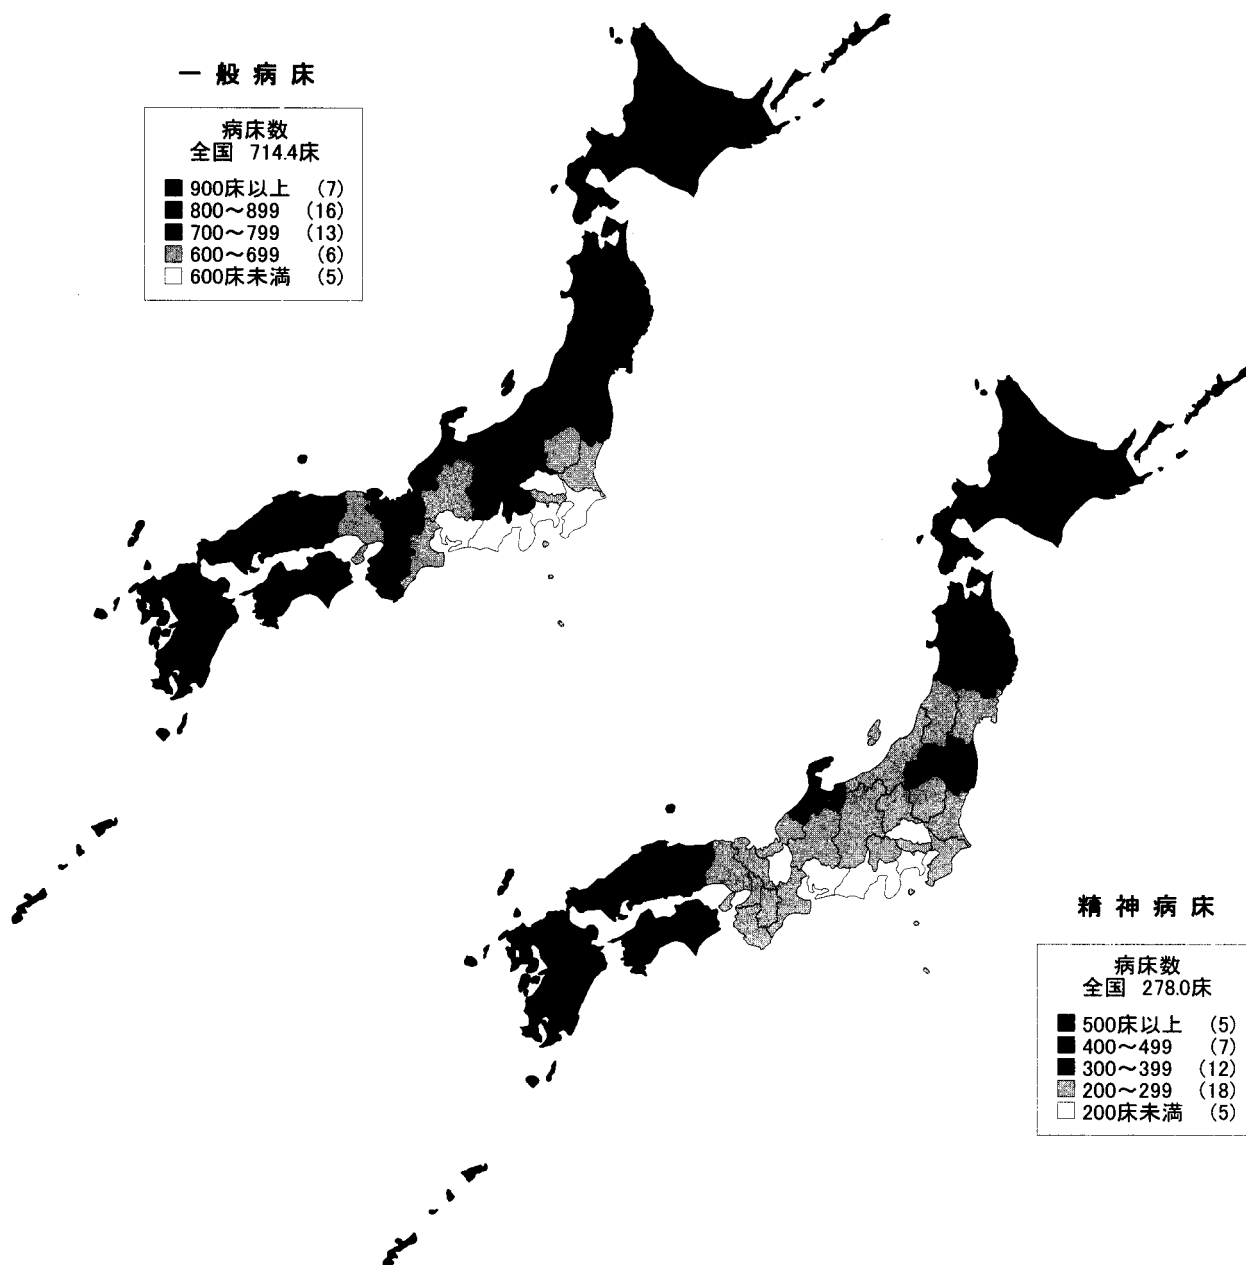 一般病床
病床数
全国 714.4床
900床以上 (7)
800～899 (16)
700～799 (13)
600～699 (6)
600床未満 (5)
精神病床
病床数
全国 278.0床
500床以上 (5)
400～499 (7)
300～399 (12)
200～299 (18)
200床未満 (5)